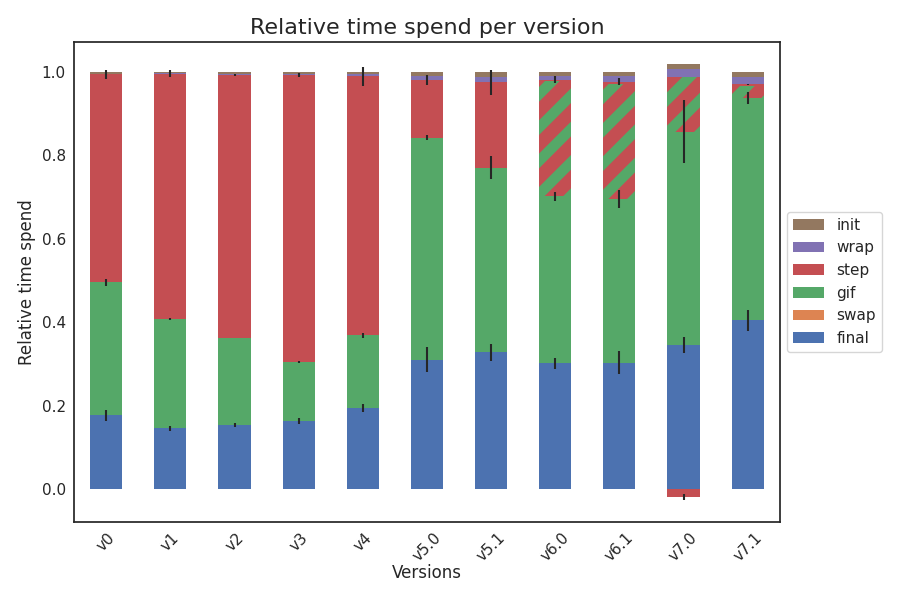 Relative time spend per version
Relative time spend
1.0
0.8
0.6
0.4
0.2
0.0
v0
v1
v2
v3
v4
v5.0
v5.1
v6.0
v6.1
v7.0
v7.1
Versions
init
wrap
step
gif
swap
final